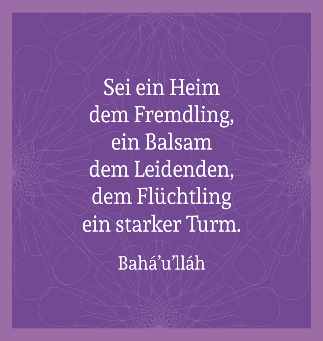 Sei ein Heim
dem Fremdling,
ein Balsam
dem Leidenden,
dem Flüchtling
ein starker Turm.
Bahá’u’lláh